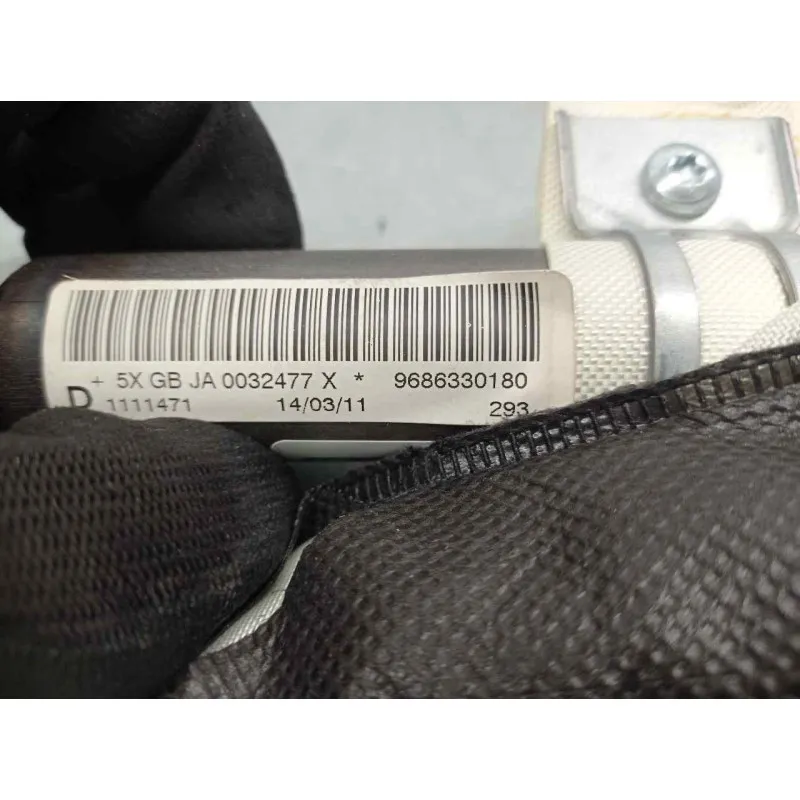 + 5X GB JA 0032477 X * 9686330180
D 1111471 14/03/11 293